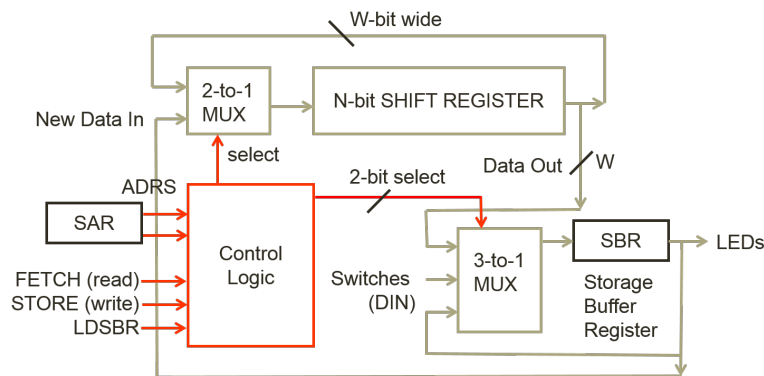 W-bit wide
2-to-1
MUX
N-bit SHIFT REGISTER
New Data In
select
Data Out
W
ADRS
2-bit select
SAR
Control
Logic
3-to-1
MUX
SBR
LEDs
FETCH (read)
STORE (write)
LDSBR
Switches
(DIN)
Storage
Buffer
Register